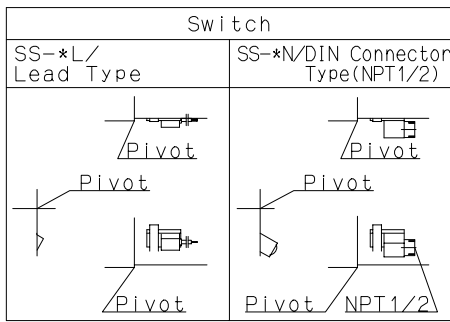 Switch
SS-*L/
Lead Type
SS-*N/DIN Connector
Type(NPT1/2)
Pivot
Pivot
Pivot
Pivot
Pivot
Pivot
NPT1/2